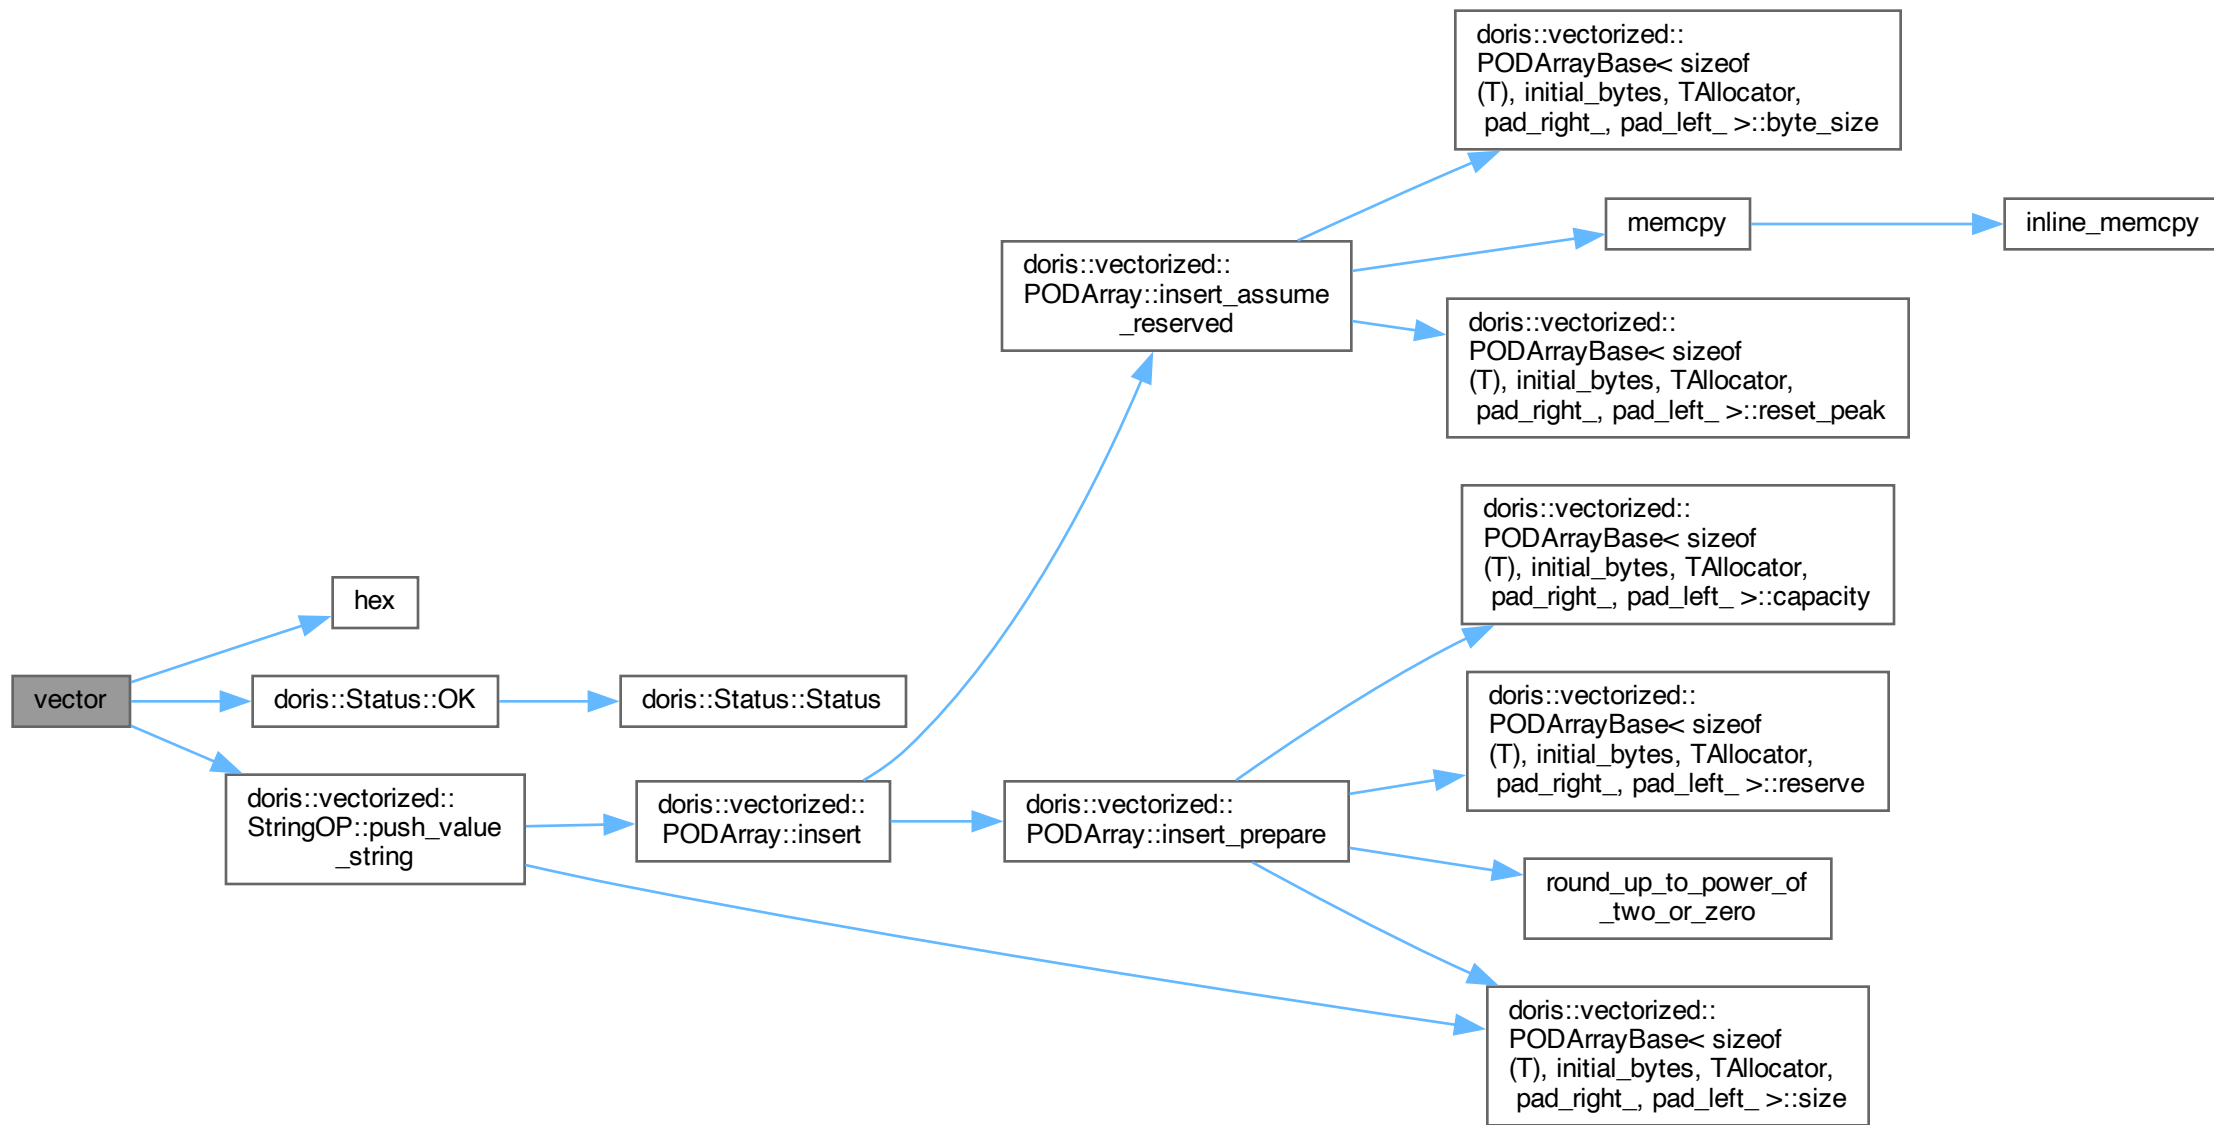 doris::vectorized::
PODArrayBase< sizeof
(T), initial_bytes, TAllocator,
pad_right_, pad_left_ >::byte_size
memcpy
inline_memcpy
doris::vectorized::
PODArray::insert_assume
_reserved
doris::vectorized::
PODArrayBase< sizeof
(T), initial_bytes, TAllocator,
pad_right_, pad_left_ >::reset_peak
doris::vectorized::
PODArrayBase< sizeof
(T), initial_bytes, TAllocator,
pad_right_, pad_left_ >::capacity
hex
vector
doris::Status::OK
doris::Status::Status
doris::vectorized::
PODArrayBase< sizeof
(T), initial_bytes, TAllocator,
pad_right_, pad_left_ >::reserve
doris::vectorized::
StringOP::push_value
_string
doris::vectorized::
PODArray::insert
doris::vectorized::
PODArray::insert_prepare
round_up_to_power_of
_two_or_zero
doris::vectorized::
PODArrayBase< sizeof
(T), initial_bytes, TAllocator,
pad_right_, pad_left_ >::size